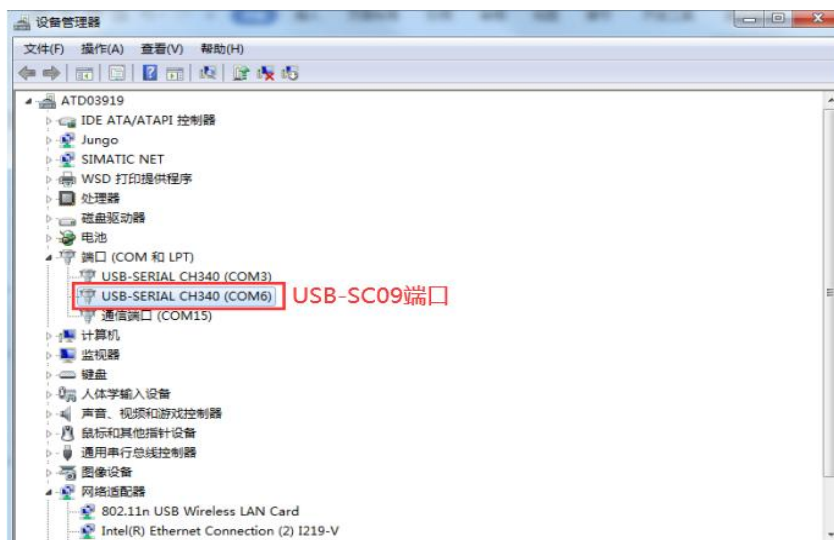 设备管理器
文件(F) 操作(A) 查看(V) 帮助(H)
ATD03919
IDE ATA/ATAPI 控制器
Jungo
SIMATIC NET
WSD 打印提供程序
处理器
磁盘驱动器
电池
端口 (COM 和 LPT)
USB-SERIAL CH340 (COM3)
USB-SERIAL CH340 (COM6) USB-SC09端口
通信端口 (COM15)
计算机
监视器
键盘
人体学输入设备
声音、视频和游戏控制器
鼠标和其他指针设备
通用串行总线控制器
图像设备
网络适配器
802.11n USB Wireless LAN Card
Intel(R) Ethernet Connection (2) I219-V